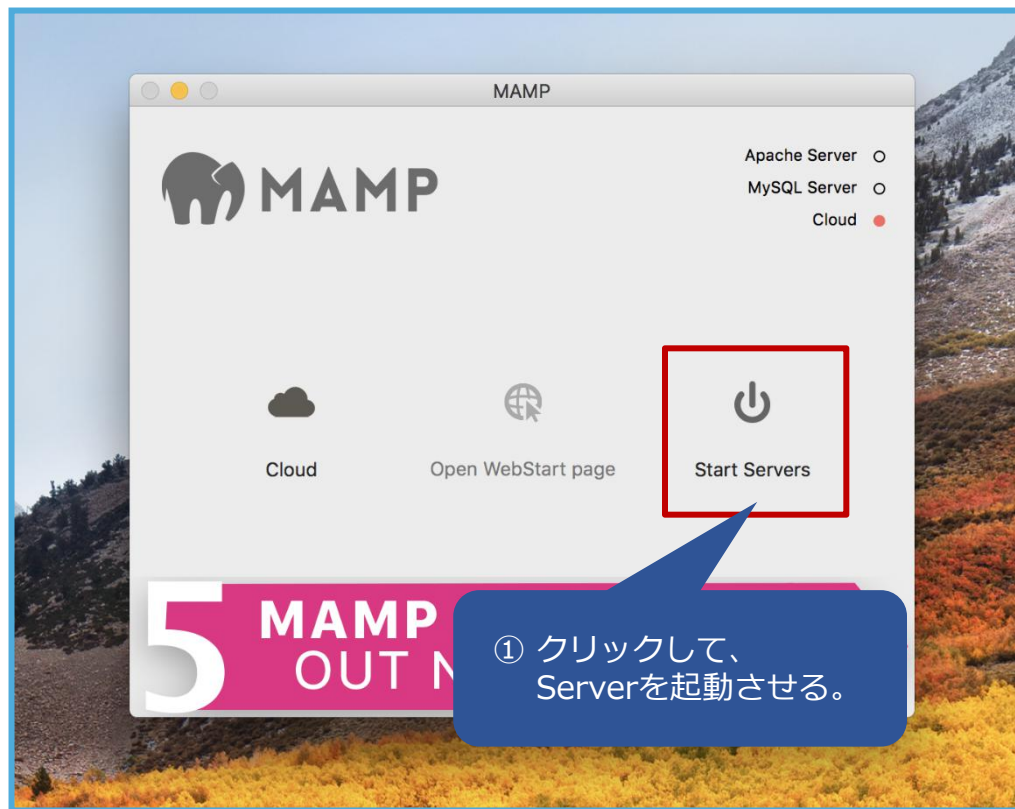 MAMP
MAMP
Apache Server
MySQL Server
Cloud
Cloud
Open WebStart page
Start Servers
5
MAMP
OUT
① クリックして、
Serverを起動させる。